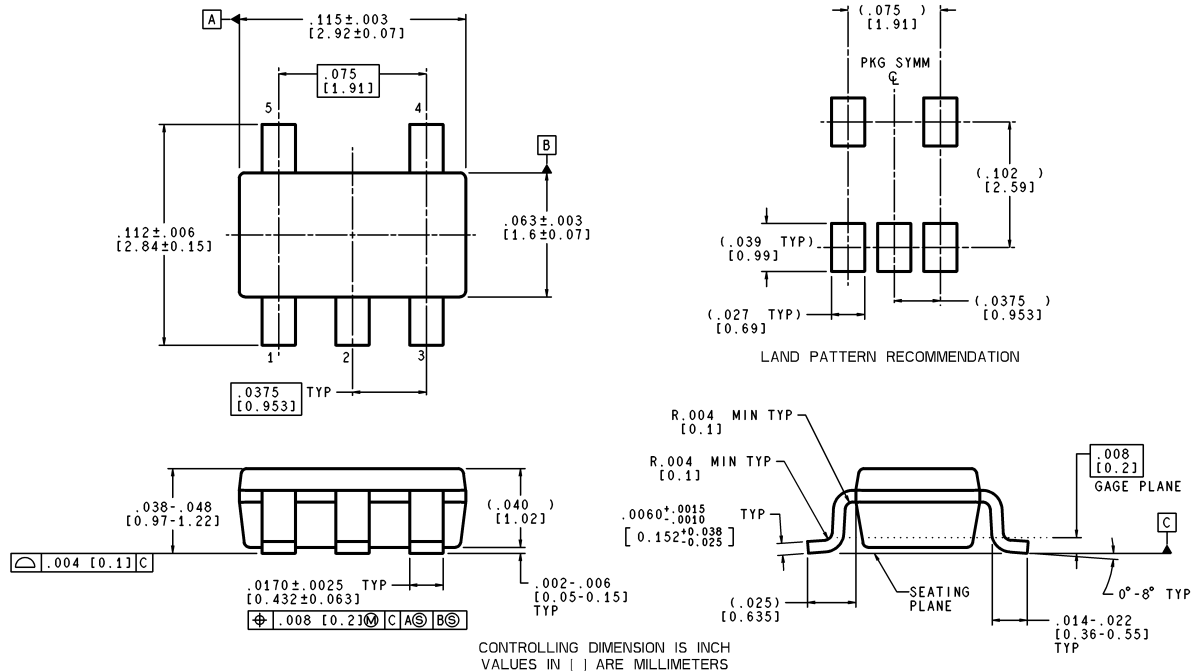 A
.115±.003
[2.92±0.07]
.075
[1.91]
5
4
B
.112±.006
[2.84±0.15]
.063±.003
[1.6±0.07]
1
2
3
.0375 TYP
[0.953]
(.075 )
[1.91]
PKG SYMM
℄
(.102 )
[2.59]
(.039 TYP)
[0.99]
(.027 TYP)
[0.69]
(.0375 )
[0.953]
LAND PATTERN RECOMMENDATION
.038-.048
[0.97-1.22]
(.040 )
[1.02]
⌓ .004 [0.1] C
.0170±.0025 TYP
[0.432±0.063]
⌖ .008 [0.2]Ⓜ C AⓈ BⓈ
.002-.006
[0.05-0.15]
TYP
R.004 MIN TYP
[0.1]
R.004 MIN TYP
[0.1]
.0060+.0015 -.0010 TYP
[0.152+0.038 -0.025]
.008
[0.2]
GAGE PLANE
C
SEATING
PLANE
0°-8° TYP
(.025)
[0.635]
.014-.022
[0.36-0.55]
TYP
CONTROLLING DIMENSION IS INCH
VALUES IN [ ] ARE MILLIMETERS